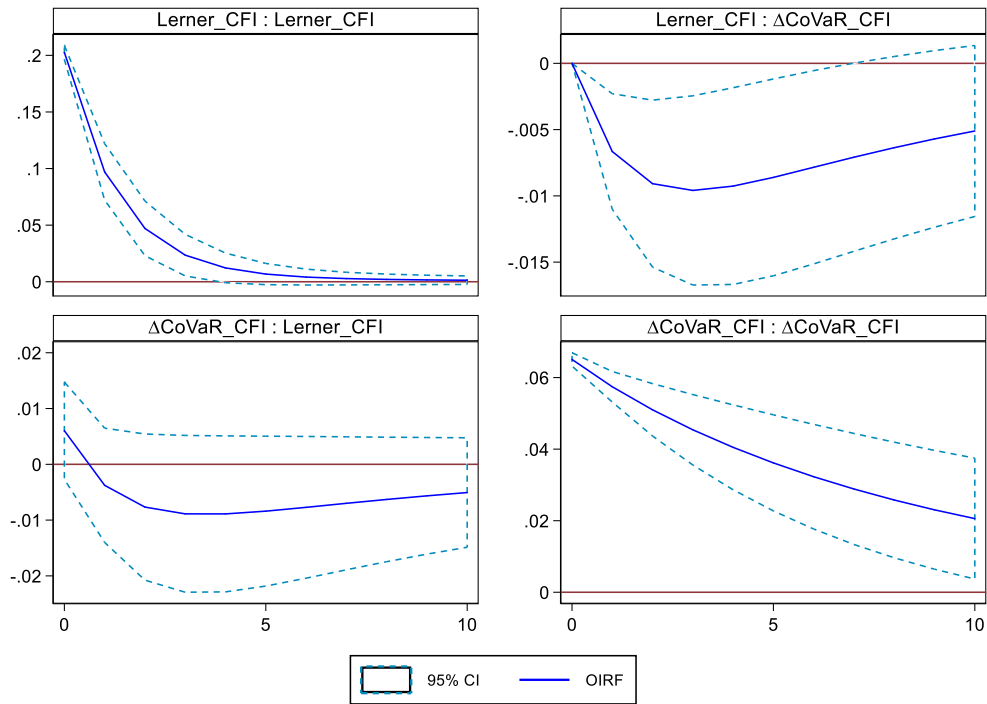 Lerner_CFI : Lerner_CFI
Lerner_CFI : ΔCoVaR_CFI
.2
.15
.1
.05
0
0
-.005
-.01
-.015
ΔCoVaR_CFI : Lerner_CFI
ΔCoVaR_CFI : ΔCoVaR_CFI
.02
.01
0
-.01
-.02
.06
.04
.02
0
0 5 10
0 5 10
95% CI OIRF